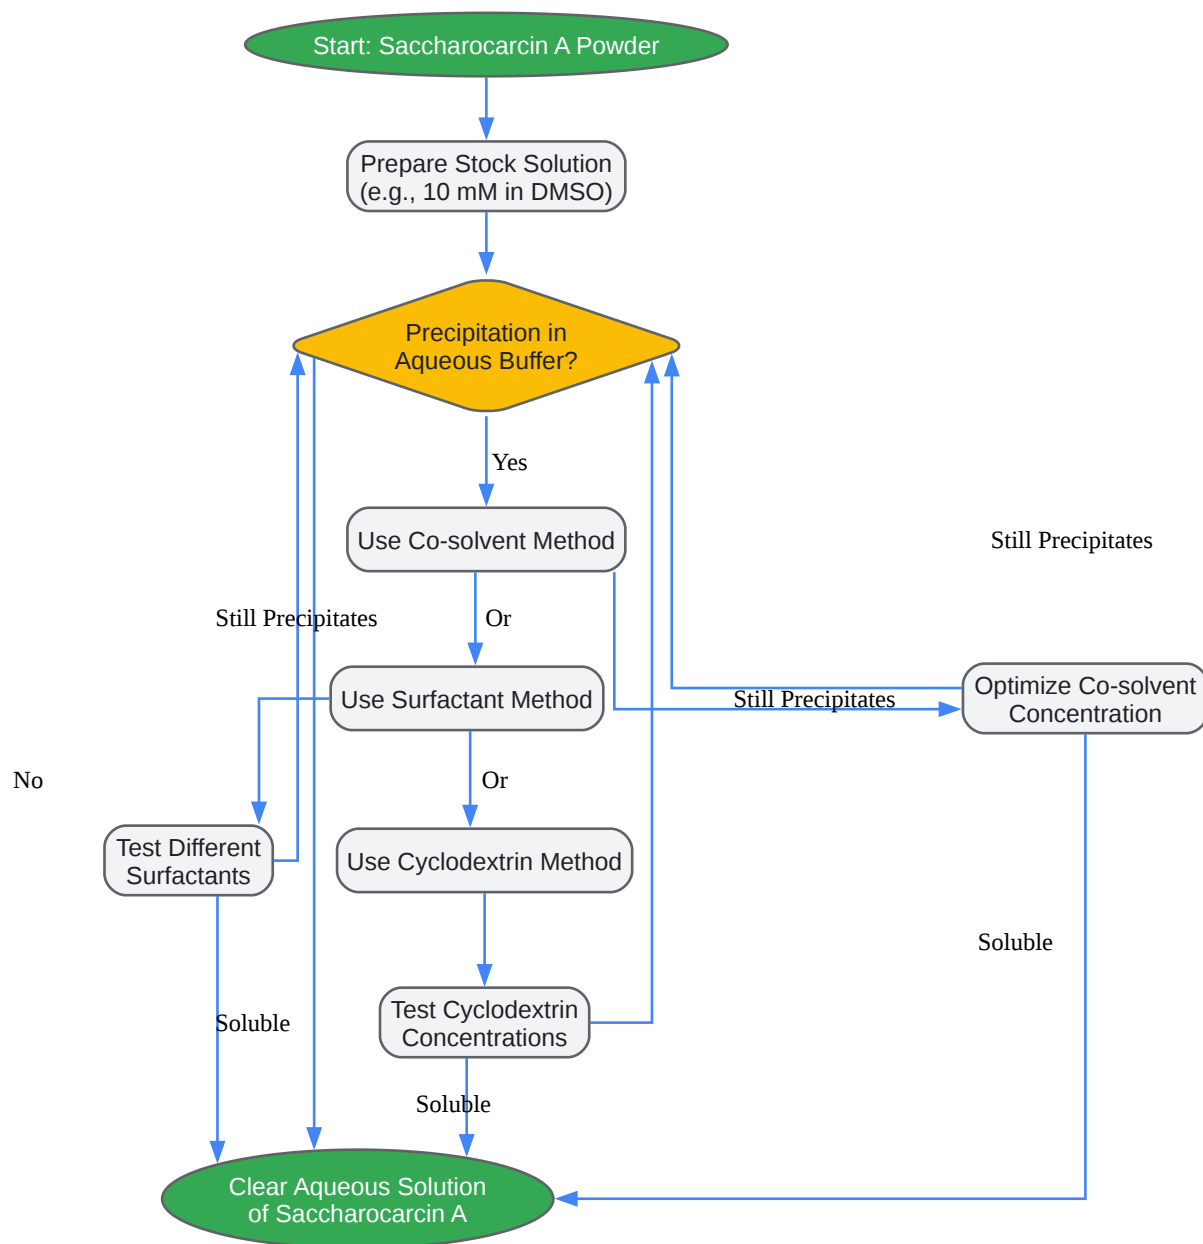 Start: Saccharocarcin A Powder
Prepare Stock Solution
(e.g., 10 mM in DMSO)
Precipitation in
Aqueous Buffer?
Yes
Use Co-solvent Method
Still Precipitates
Still Precipitates
Or
Use Surfactant Method
Still Precipitates
Optimize Co-solvent
Concentration
No
Or
Test Different
Surfactants
Use Cyclodextrin Method
Soluble
Test Cyclodextrin
Concentrations
Soluble
Soluble
Clear Aqueous Solution
of Saccharocarcin A